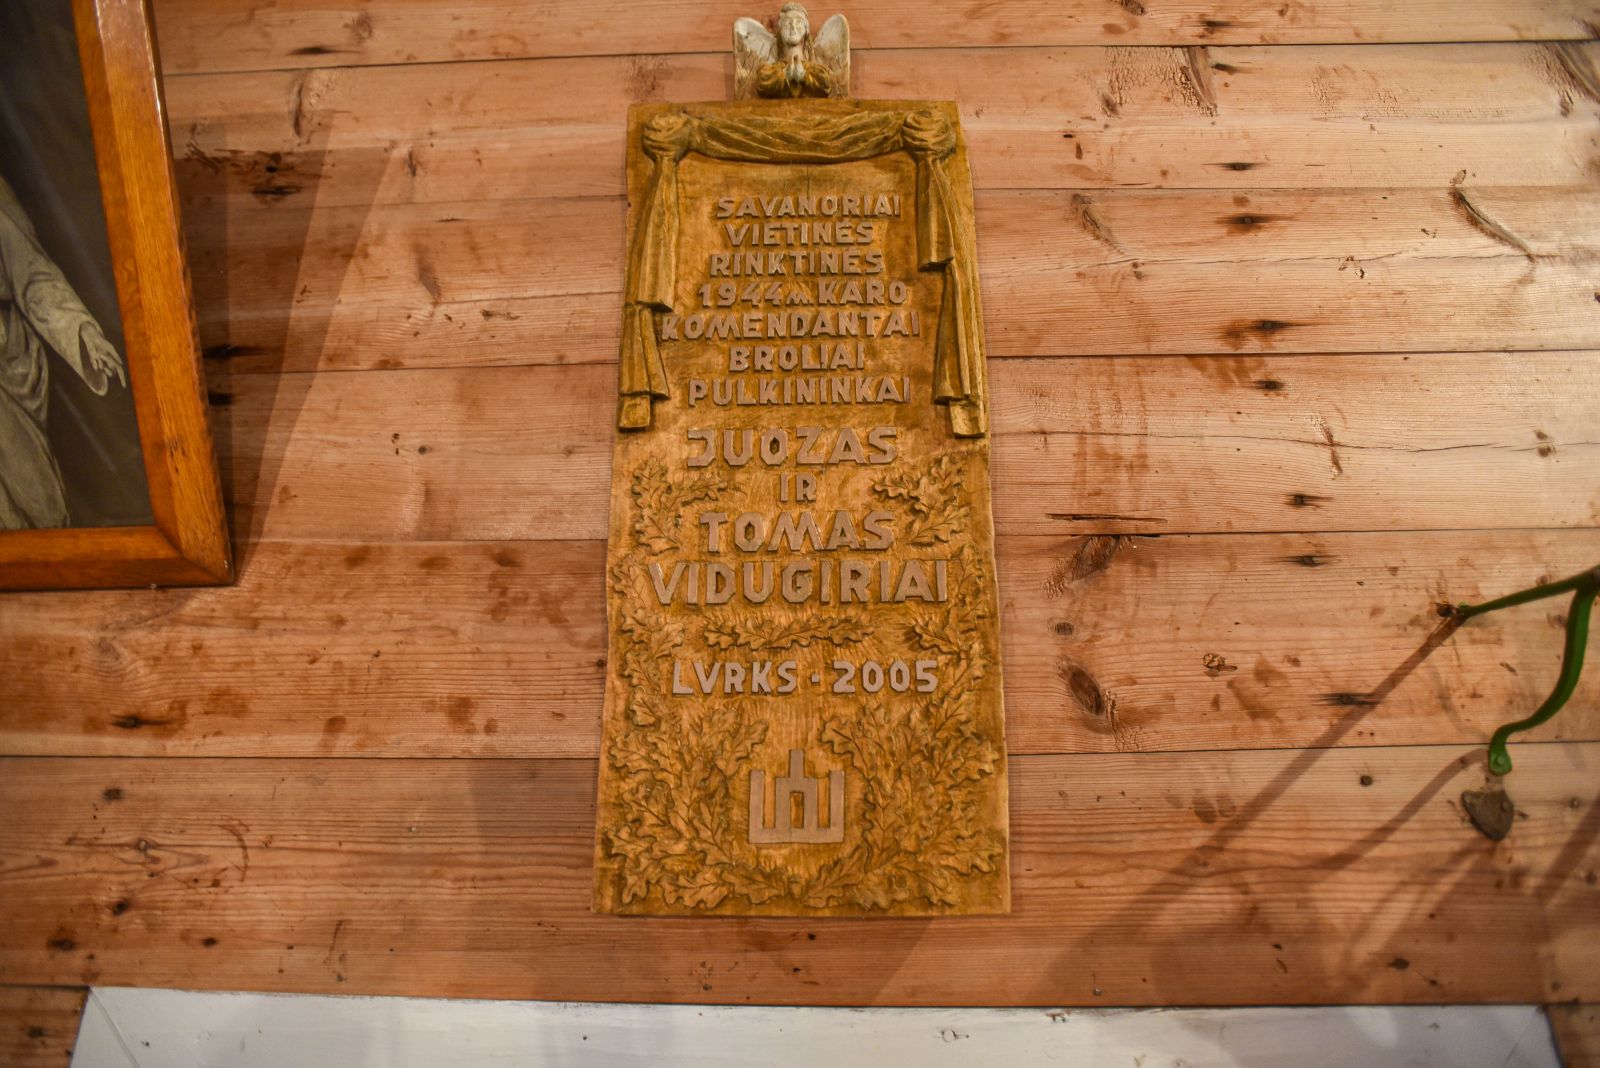 SAVANORIAI
VIETINĖS
RINKTINĖS
1944 M. KARO
KOMENDANTAI
BROLIAI
PULKININKAI
JUOZAS
IR
TOMAS
VIDUGIRIAI
LVRKS - 2005